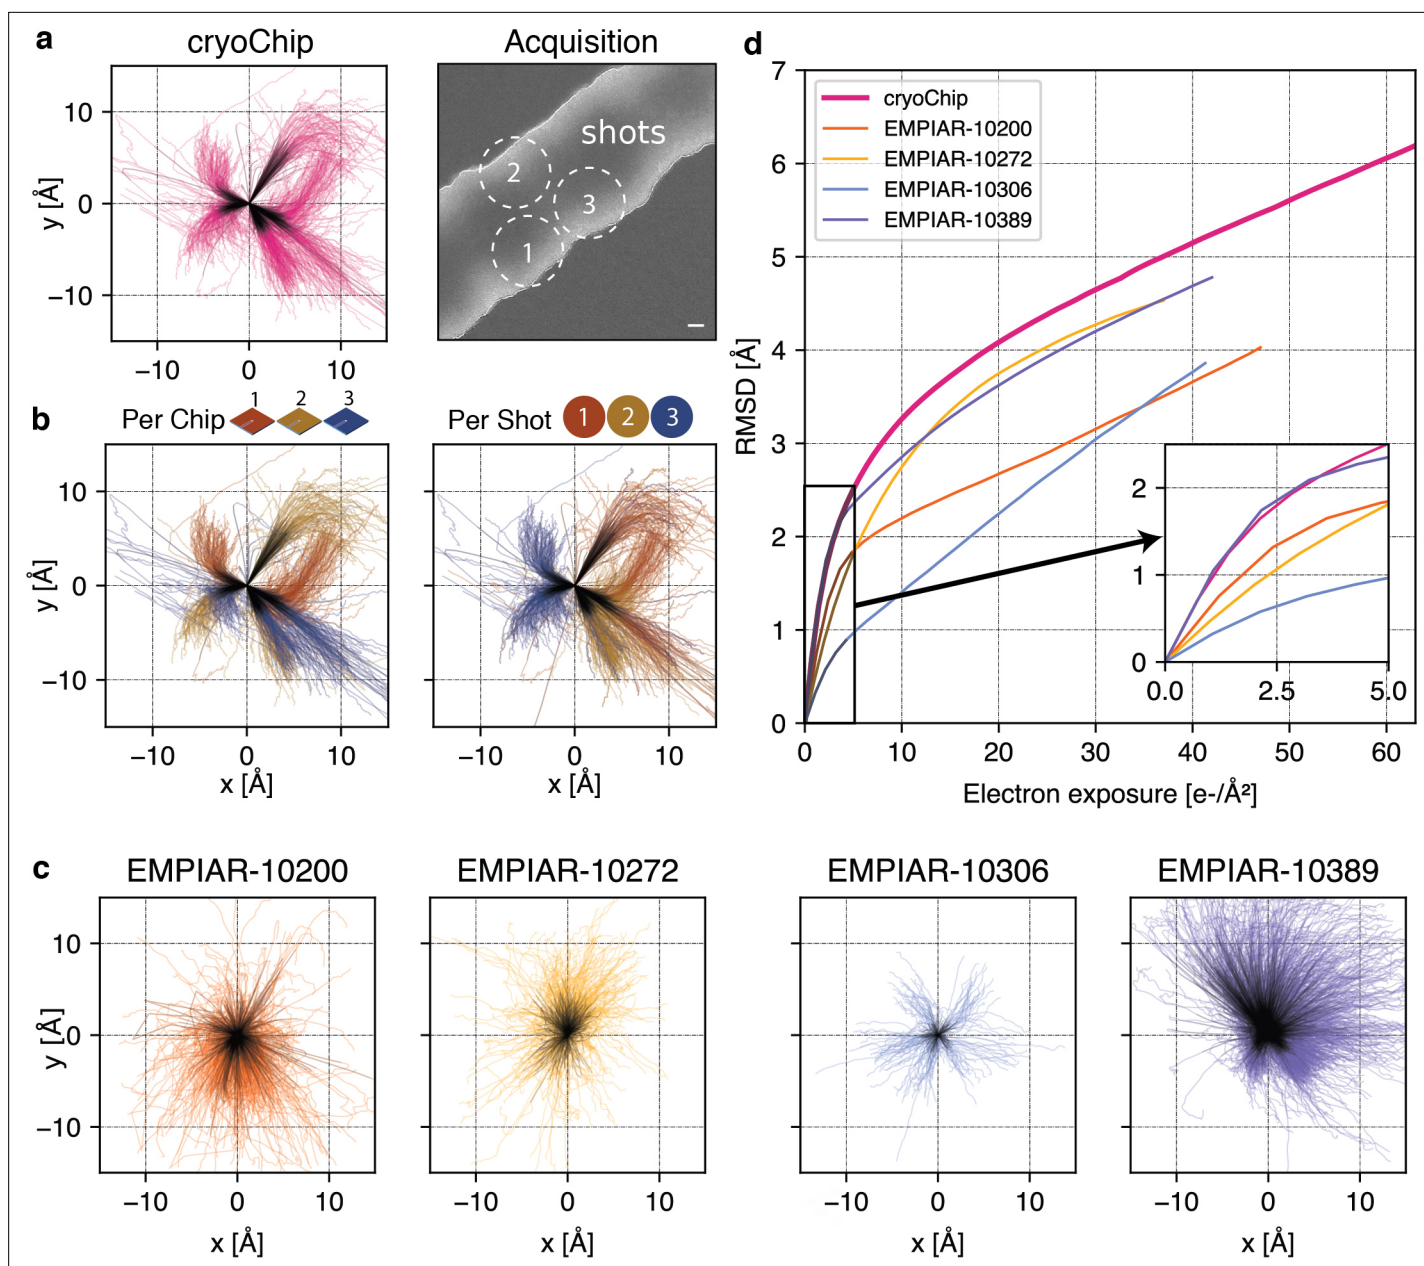 a
cryoChip
Acquisition
y [Å]
10
0
−10
−10 0 10
shots
2
3
1
b
Per Chip 1 2 3
Per Shot 1 2 3
y [Å]
10
0
−10
−10 0 10
x [Å]
−10 0 10
x [Å]
d
cryoChip
EMPIAR-10200
EMPIAR-10272
EMPIAR-10306
EMPIAR-10389
RMSD [Å]
7
6
5
4
3
2
1
0
0 10 20 30 40 50 60
Electron exposure [e-/Å²]
2
1
0
0.0 2.5 5.0
c
EMPIAR-10200
EMPIAR-10272
EMPIAR-10306
EMPIAR-10389
y [Å]
10
0
−10
−10 0 10
x [Å]
−10 0 10
x [Å]
−10 0 10
x [Å]
−10 0 10
x [Å]